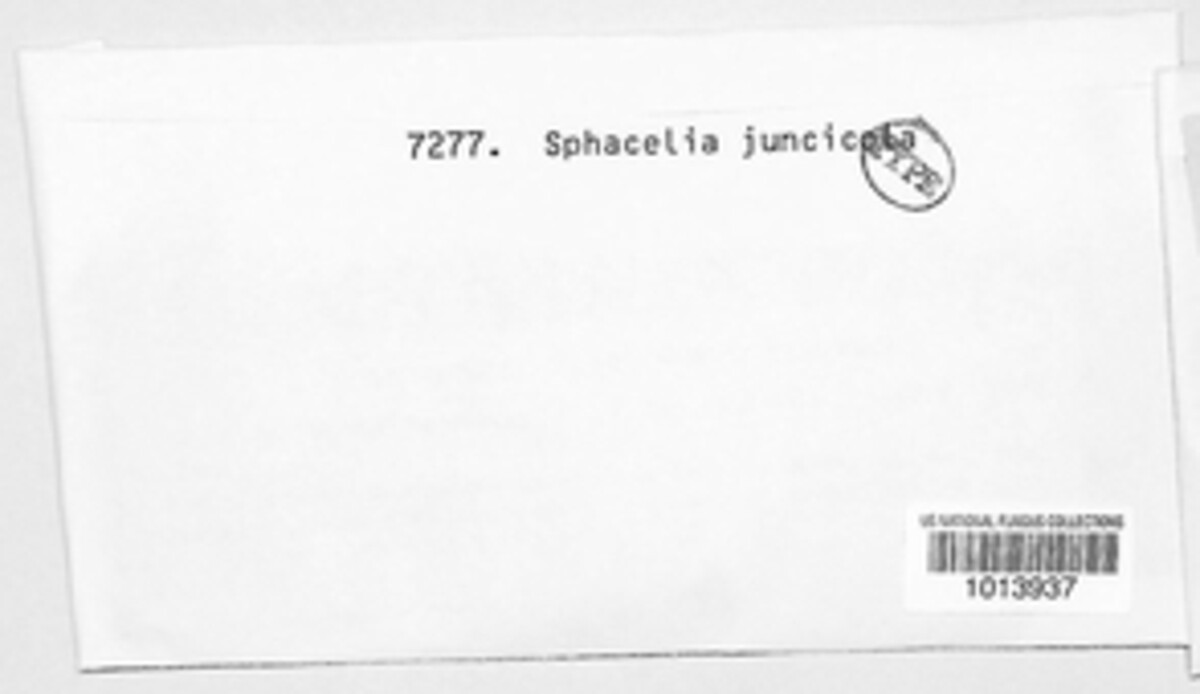 7277. Sphacelia juncicola
TYPE
US NATIONAL FUNGUS COLLECTIONS
1013937